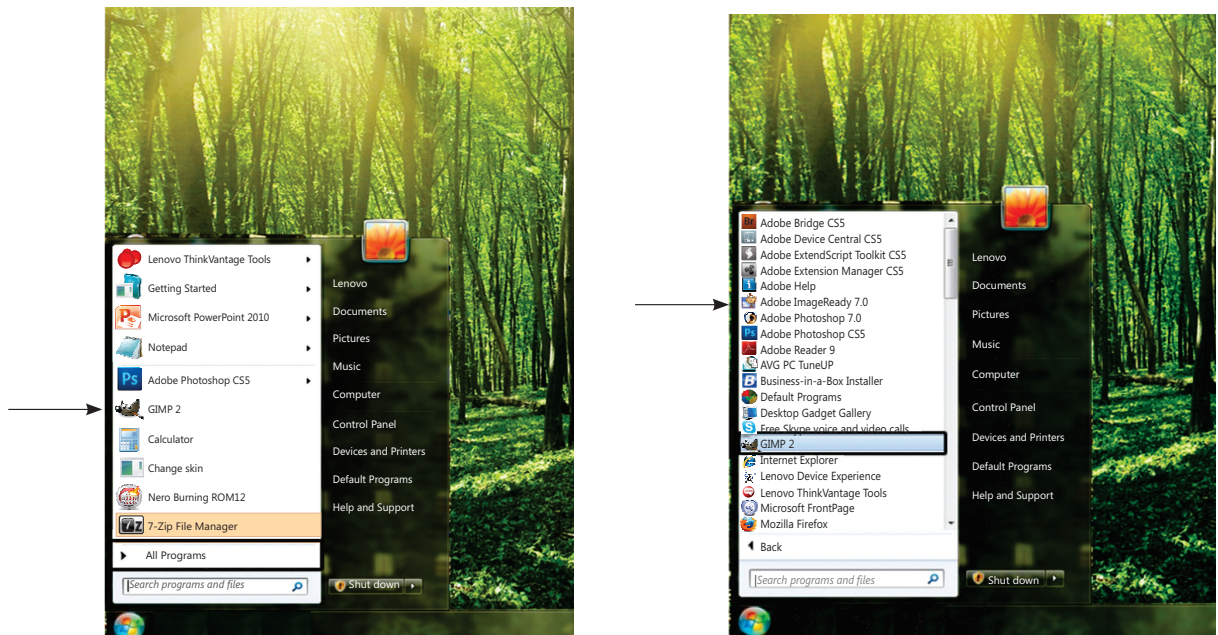 Lenovo ThinkVantage Tools
Getting Started
Microsoft PowerPoint 2010
Notepad
Ps Adobe Photoshop CS5
GIMP 2
Calculator
Change skin
Nero Burning ROM12
7z 7-Zip File Manager
All Programs
Search programs and files
Lenovo
Documents
Pictures
Music
Computer
Control Panel
Devices and Printers
Default Programs
Help and Support
Shut down
Br Adobe Bridge CS5
Adobe Device Central CS5
Adobe ExtendScript Toolkit CS5
Adobe Extension Manager CS5
Adobe Help
Adobe ImageReady 7.0
Adobe Photoshop 7.0
Ps Adobe Photoshop CS5
Adobe Reader 9
AVG PC TuneUP
B Business-in-a-Box Installer
Default Programs
Desktop Gadget Gallery
S Free Skype voice and video calls
GIMP 2
Internet Explorer
Lenovo Device Experience
Lenovo ThinkVantage Tools
Microsoft FrontPage
Mozilla Firefox
Back
Search programs and files
Lenovo
Documents
Pictures
Music
Computer
Control Panel
Devices and Printers
Default Programs
Help and Support
Shut down